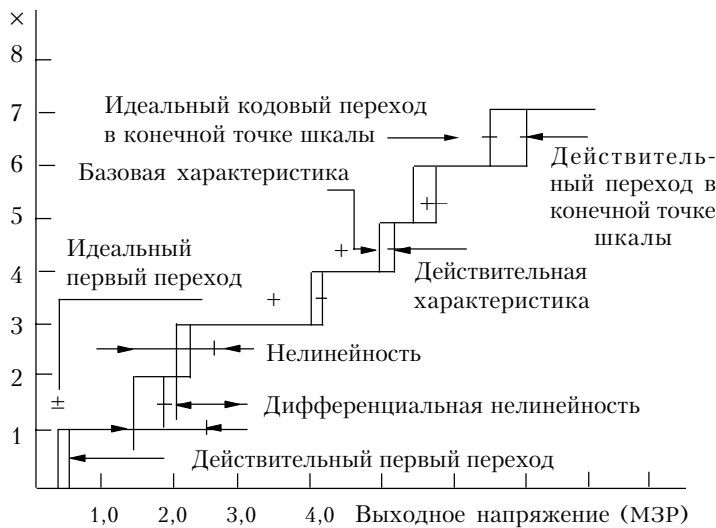 ×
8
7
Идеальный кодовый переход
в конечной точке шкалы
6
Действитель-
ный переход в
конечной точке
шкалы
Базовая характеристика
5
Идеальный
первый переход
4
Действительная
характеристика
3
Нелинейность
2
±
Дифференциальная нелинейность
1
Действительный первый переход
1,0 2,0 3,0 4,0 Выходное напряжение (МЗР)